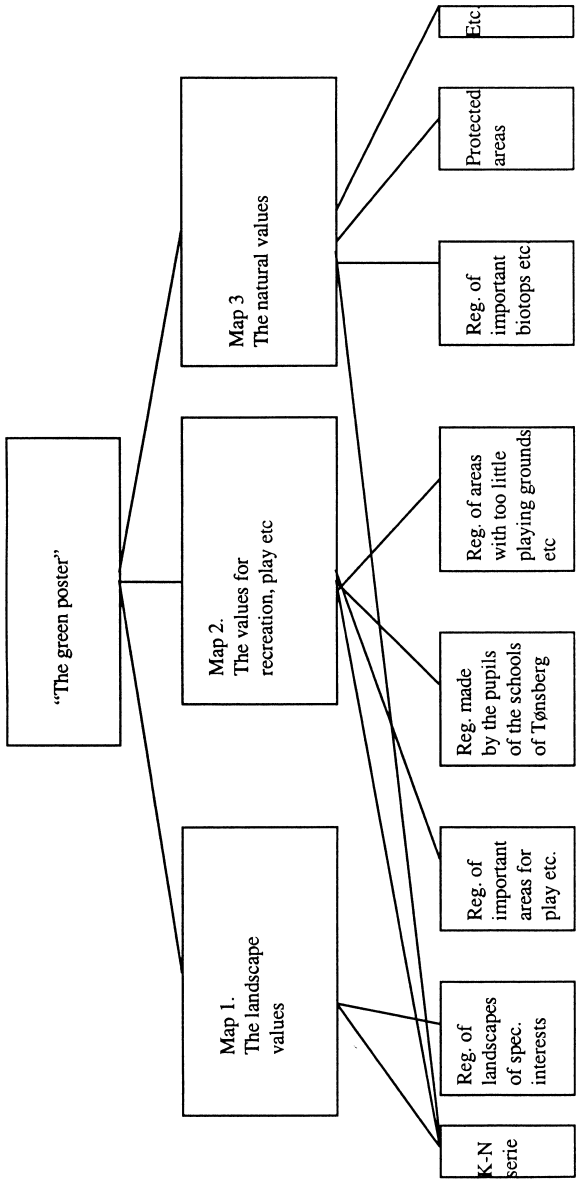 “The green poster”
Map 1.
The landscape
values
Map 2.
The values for
recreation, play etc
Map 3
The natural values
K-N
serie
Reg. of
landscapes
of spec.
interests
Reg. of
important
areas for
play etc.
Reg. made
by the pupils
of the schools
of Tønsberg
Reg. of areas
with too little
playing grounds
etc
Reg. of
important
biotops etc.
Protected
areas
Etc.